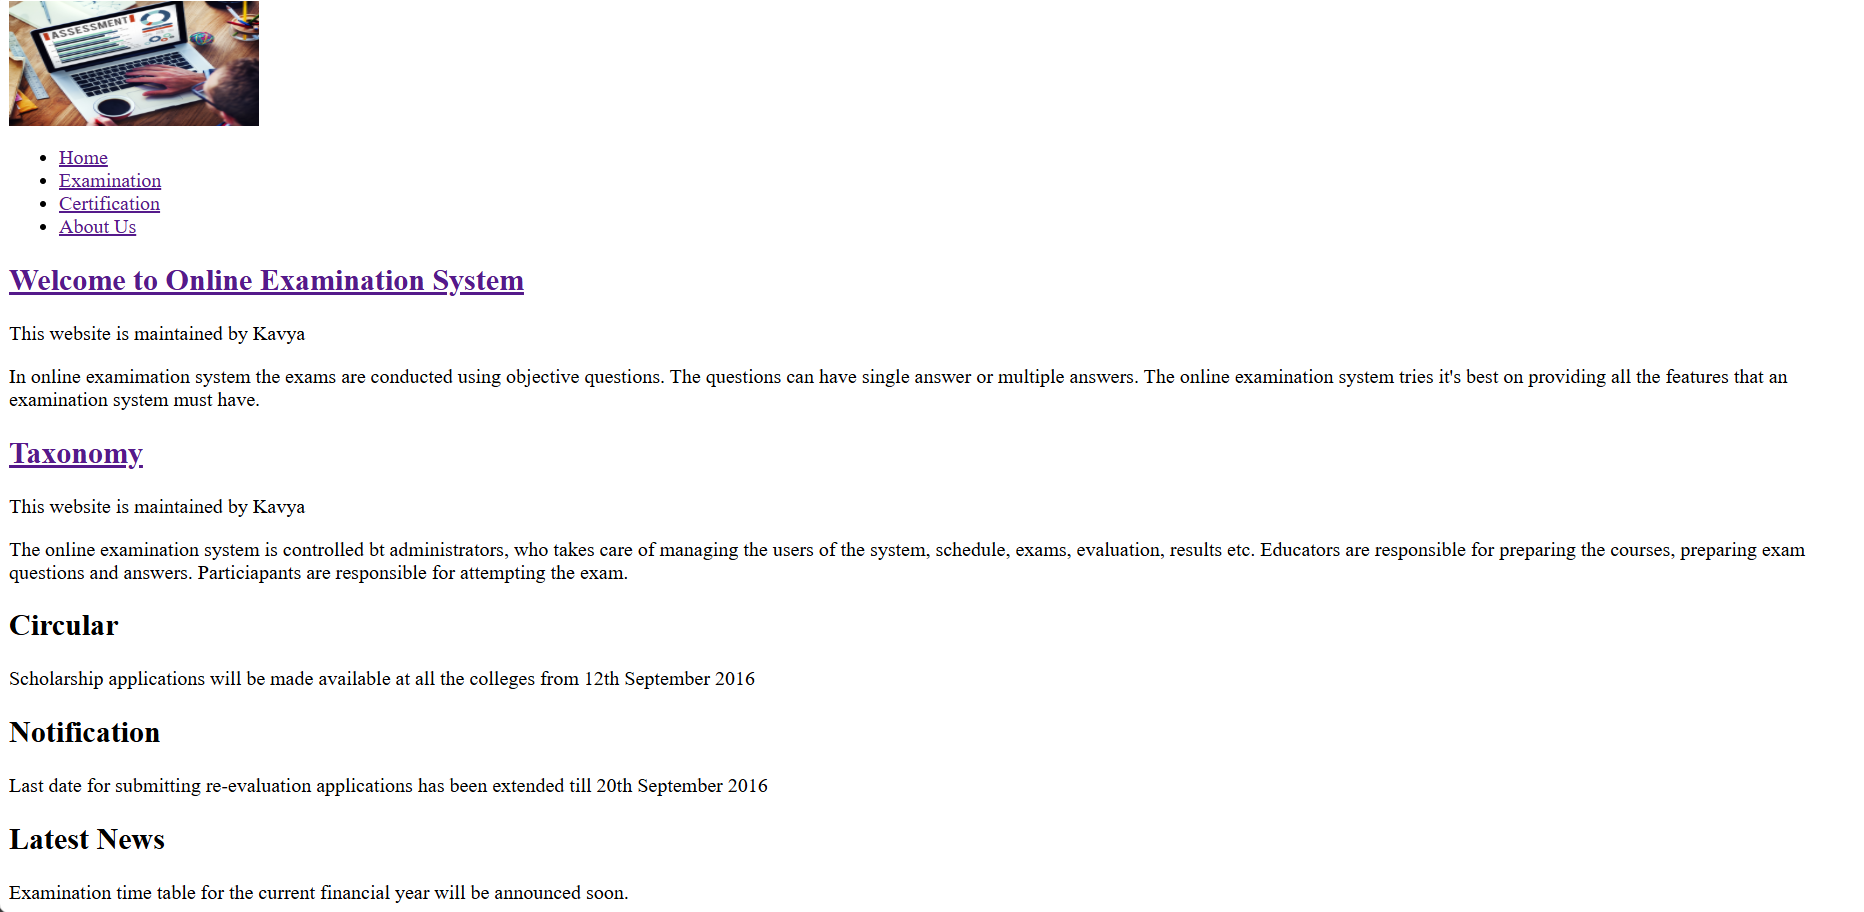 ASSESSMENT
Home
Examination
Certification
About Us
Welcome to Online Examination System
This website is maintained by Kavya
In online examimation system the exams are conducted using objective questions. The questions can have single answer or multiple answers. The online examination system tries it's best on providing all the features that an
examination system must have.
Taxonomy
This website is maintained by Kavya
The online examination system is controlled bt administrators, who takes care of managing the users of the system, schedule, exams, evaluation, results etc. Educators are responsible for preparing the courses, preparing exam
questions and answers. Particiapants are responsible for attempting the exam.
Circular
Scholarship applications will be made available at all the colleges from 12th September 2016
Notification
Last date for submitting re-evaluation applications has been extended till 20th September 2016
Latest News
Examination time table for the current financial year will be announced soon.